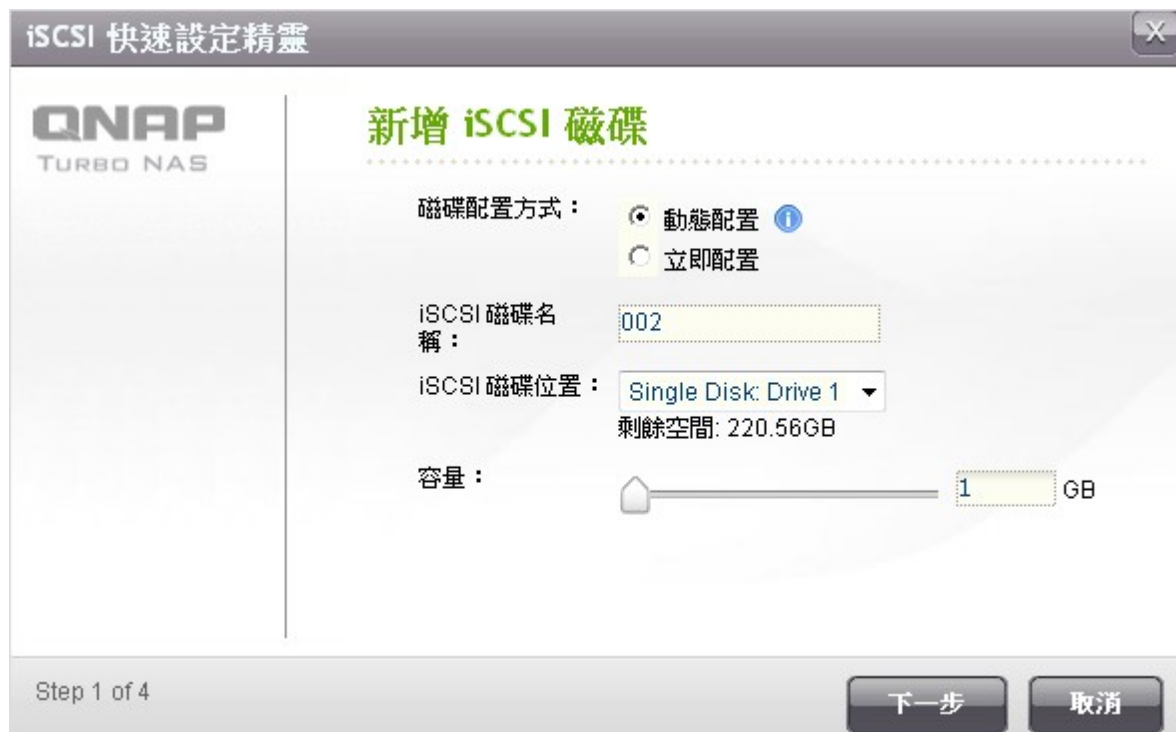 iSCSI 快速設定精靈
QNAP
TURBO NAS
新增 iSCSI 磁碟
磁碟配置方式：
動態配置
立即配置
iSCSI 磁碟名
稱：
002
iSCSI 磁碟位置：
Single Disk: Drive 1
剩餘空間: 220.56GB
容量：
1 GB
Step 1 of 4
下一步
取消